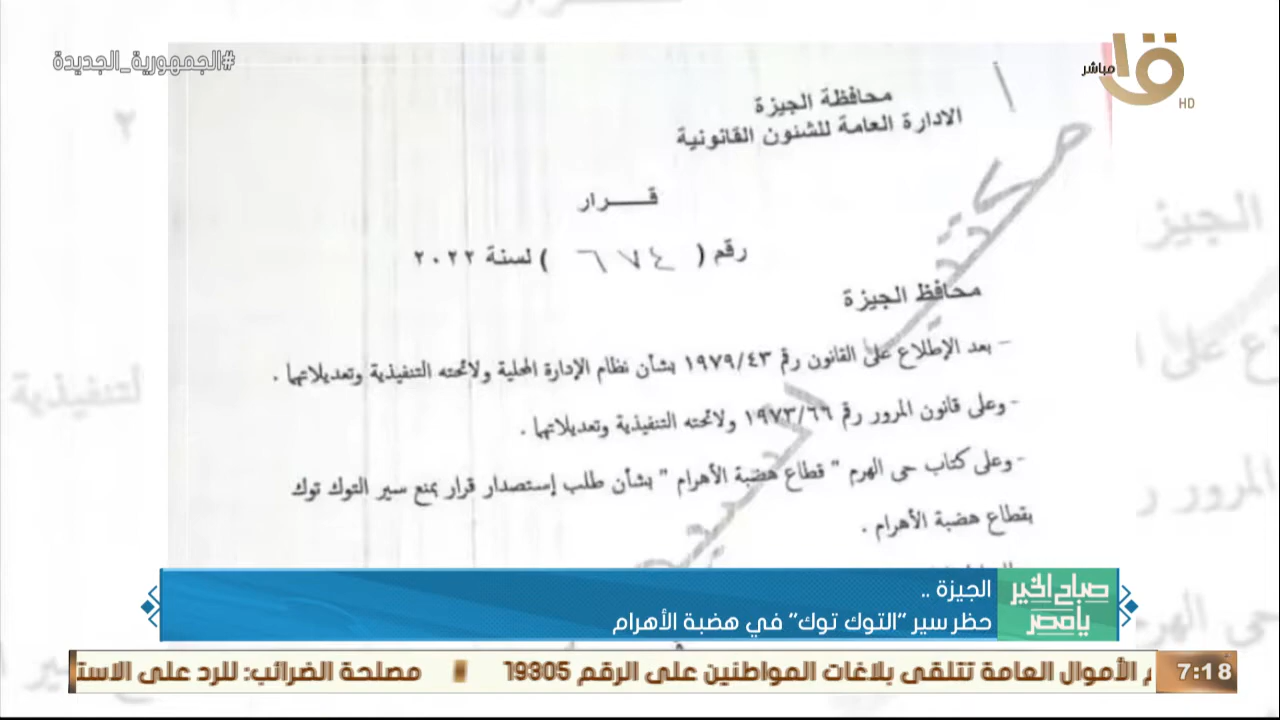 #الجمهورية_الجديدة
مباشر
HD
محافظة الجيزة
الادارة العامة للشئون القانونية
قـــــرار
رقم ( ٦٧٤ ) لسنة ٢٠٢٢
محافظ الجيزة
- بعد الإطلاع على القانون رقم ١٩٧٩/٤٣ بشأن نظام الإدارة المحلية ولائحته التنفيذية وتعديلاتها .
- وعلى قانون المرور رقم ١٩٧٣/٦٦ ولائحته التنفيذية وتعديلاتها .
- وعلى كتاب حى الهرم " قطاع هضبة الأهرام " بشأن طلب إستصدار قرار بمنع سير التوك توك
بقطاع هضبة الأهرام .
صباح الخير
يا مصر
الجيزة ..
حظر سير "التوك توك" في هضبة الأهرام
7:18
م الأموال العامة تتلقى بلاغات المواطنين على الرقم 19805
مصلحة الضرائب: للرد على الاست